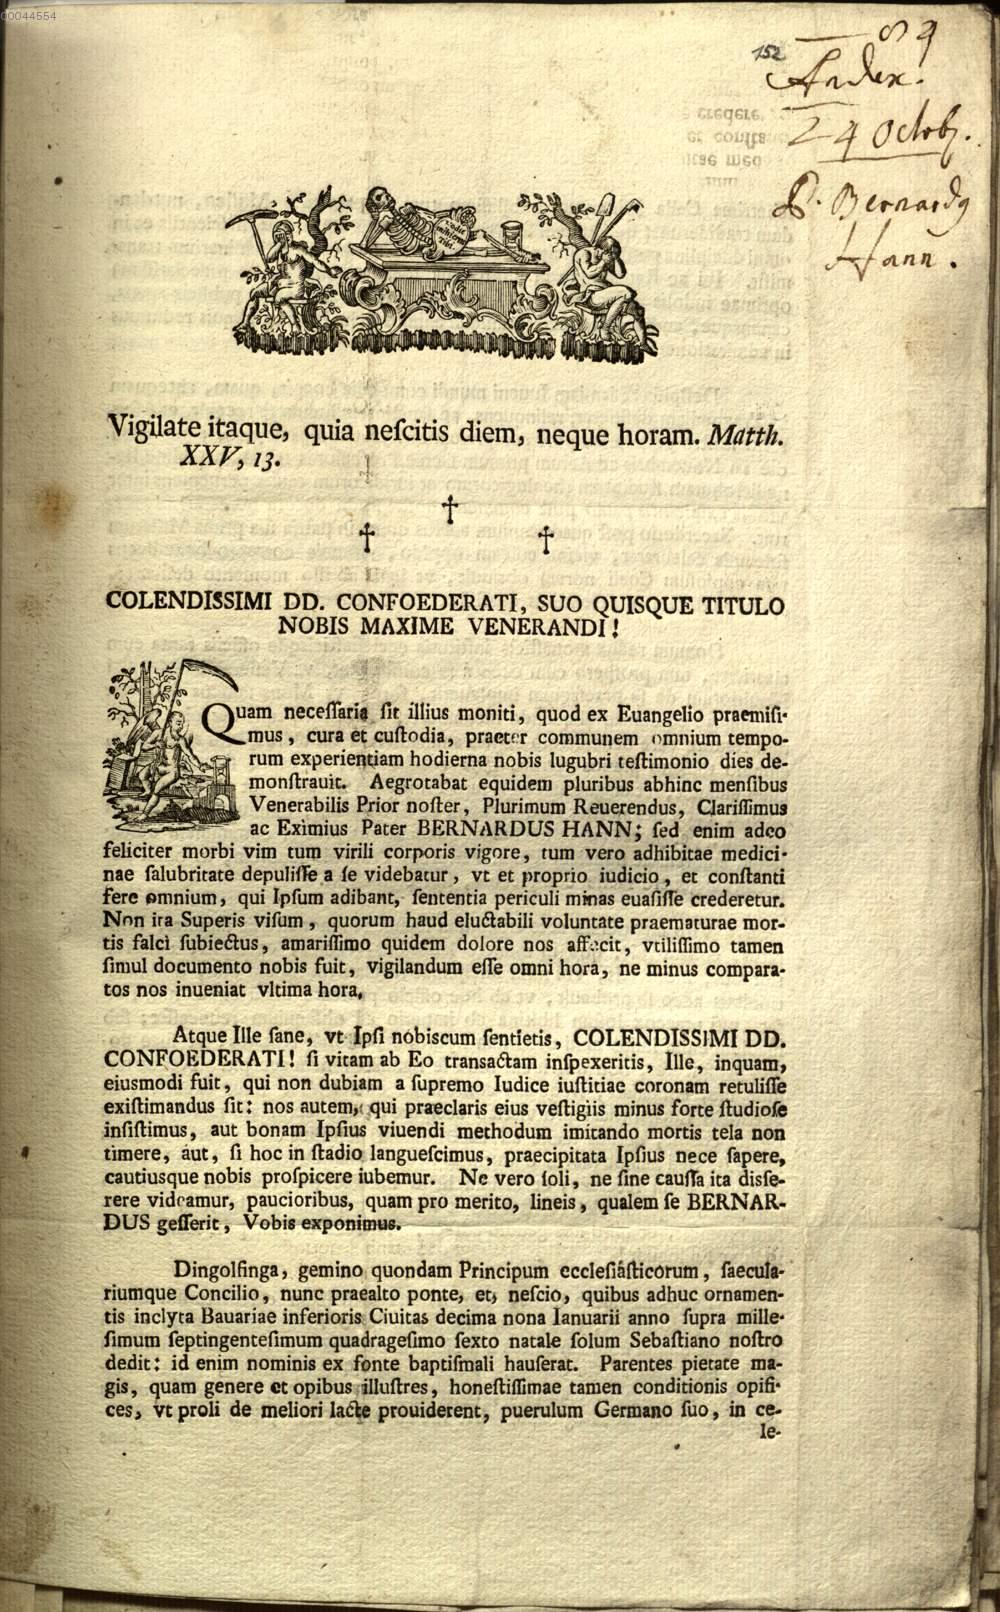 00044554
152
89
Andex.
24 Octob.
P. Bernardg
Hann.
hodie
mihi cras
tibi.
Vigilate itaque, quia neſcitis diem, neque horam. Matth.
XXV, 13.
†
† †
COLENDISSIMI DD. CONFOEDERATI, SUO QUISQUE TITULO
NOBIS MAXIME VENERANDI!
Quam neceſſaria ſit illius moniti, quod ex Euangelio praemiſi-
mus, cura et cuſtodia, praeter communem omnium tempo-
rum experientiam hodierna nobis lugubri teſtimonio dies de-
monſtrauit. Aegrotabat equidem pluribus abhinc menſibus
Venerabilis Prior noſter, Plurimum Reuerendus, Clariſſimus
ac Eximius Pater BERNARDUS HANN; ſed enim adeo
feliciter morbi vim tum virili corporis vigore, tum vero adhibitae medici-
nae ſalubritate depuliſſe a ſe videbatur, vt et proprio iudicio, et conſtanti
fere omnium, qui Ipſum adibant, ſententia periculi minas euaſiſſe crederetur.
Non ita Superis viſum, quorum haud eluctabili voluntate praematurae mor-
tis falci ſubiectus, amariſſimo quidem dolore nos affecit, vtiliſſimo tamen
ſimul documento nobis fuit, vigilandum eſſe omni hora, ne minus compara-
tos nos inueniat vltima hora.
Atque Ille ſane, vt Ipſi nobiscum ſentietis, COLENDISSIMI DD.
CONFOEDERATI! ſi vitam ab Eo transactam inſpexeritis, Ille, inquam,
eiusmodi fuit, qui non dubiam a ſupremo Iudice iuſtitiae coronam retuliſſe
exiſtimandus ſit: nos autem, qui praeclaris eius veſtigiis minus forte ſtudioſe
inſiſtimus, aut bonam Ipſius viuendi methodum imitando mortis tela non
timere, aut, ſi hoc in ſtadio langueſcimus, praecipitata Ipſius nece ſapere,
cautiusque nobis proſpicere iubemur. Ne vero ſoli, ne ſine cauſſa ita diſſe-
rere videamur, paucioribus, quam pro merito, lineis, qualem ſe BERNAR-
DUS geſſerit, Vobis exponimus.
Dingolfinga, gemino quondam Principum eccleſiáſticorum, ſaecula-
riumque Concilio, nunc praealto ponte, et, neſcio, quibus adhuc ornamen-
tis inclyta Bauariae inferioris Ciuitas decima nona Ianuarii anno ſupra mille-
ſimum ſeptingenteſimum quadrageſimo ſexto natale ſolum Sebaſtiano noſtro
dedit: id enim nominis ex fonte baptiſmali hauſerat. Parentes pietate ma-
gis, quam genere et opibus illuſtres, honeſtiſſimae tamen conditionis opifi-
ces, vt proli de meliori lacte prouiderent, puerulum Germano ſuo, in ce-
le-